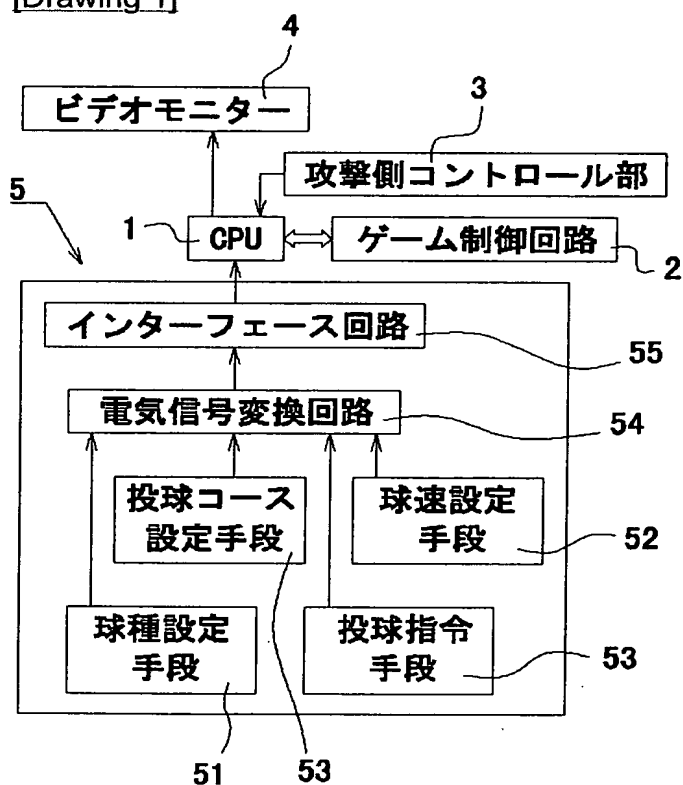 [Drawing 1]
4
ビデオモニター
3
攻撃側コントロール部
5
1
CPU
ゲーム制御回路
2
インターフェース回路
55
電気信号変換回路
54
投球コース
設定手段
球速設定
手段
52
球種設定
手段
投球指令
手段
53
51
53